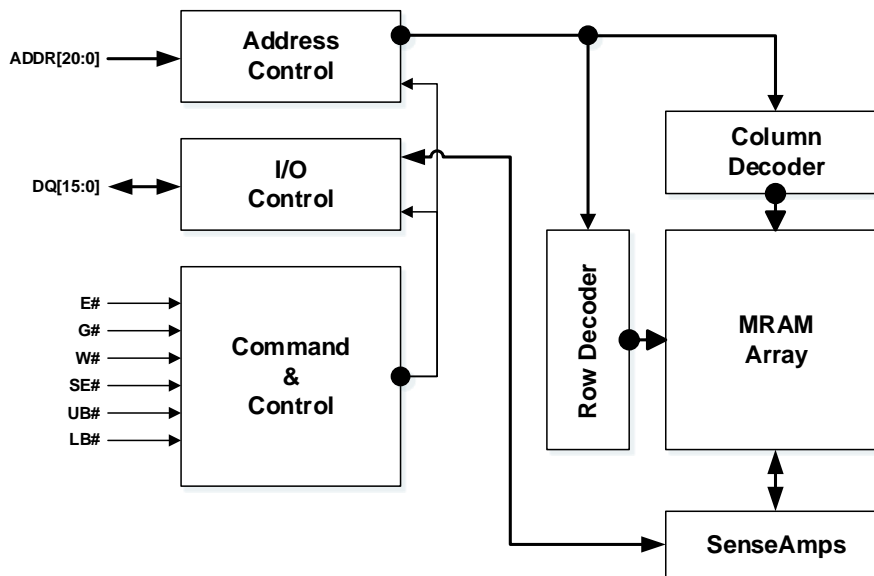 ADDR[20:0]
Address
Control
DQ[15:0]
I/O
Control
Column
Decoder
E#
G#
W#
SE#
UB#
LB#
Command
&
Control
Row Decoder
MRAM
Array
SenseAmps